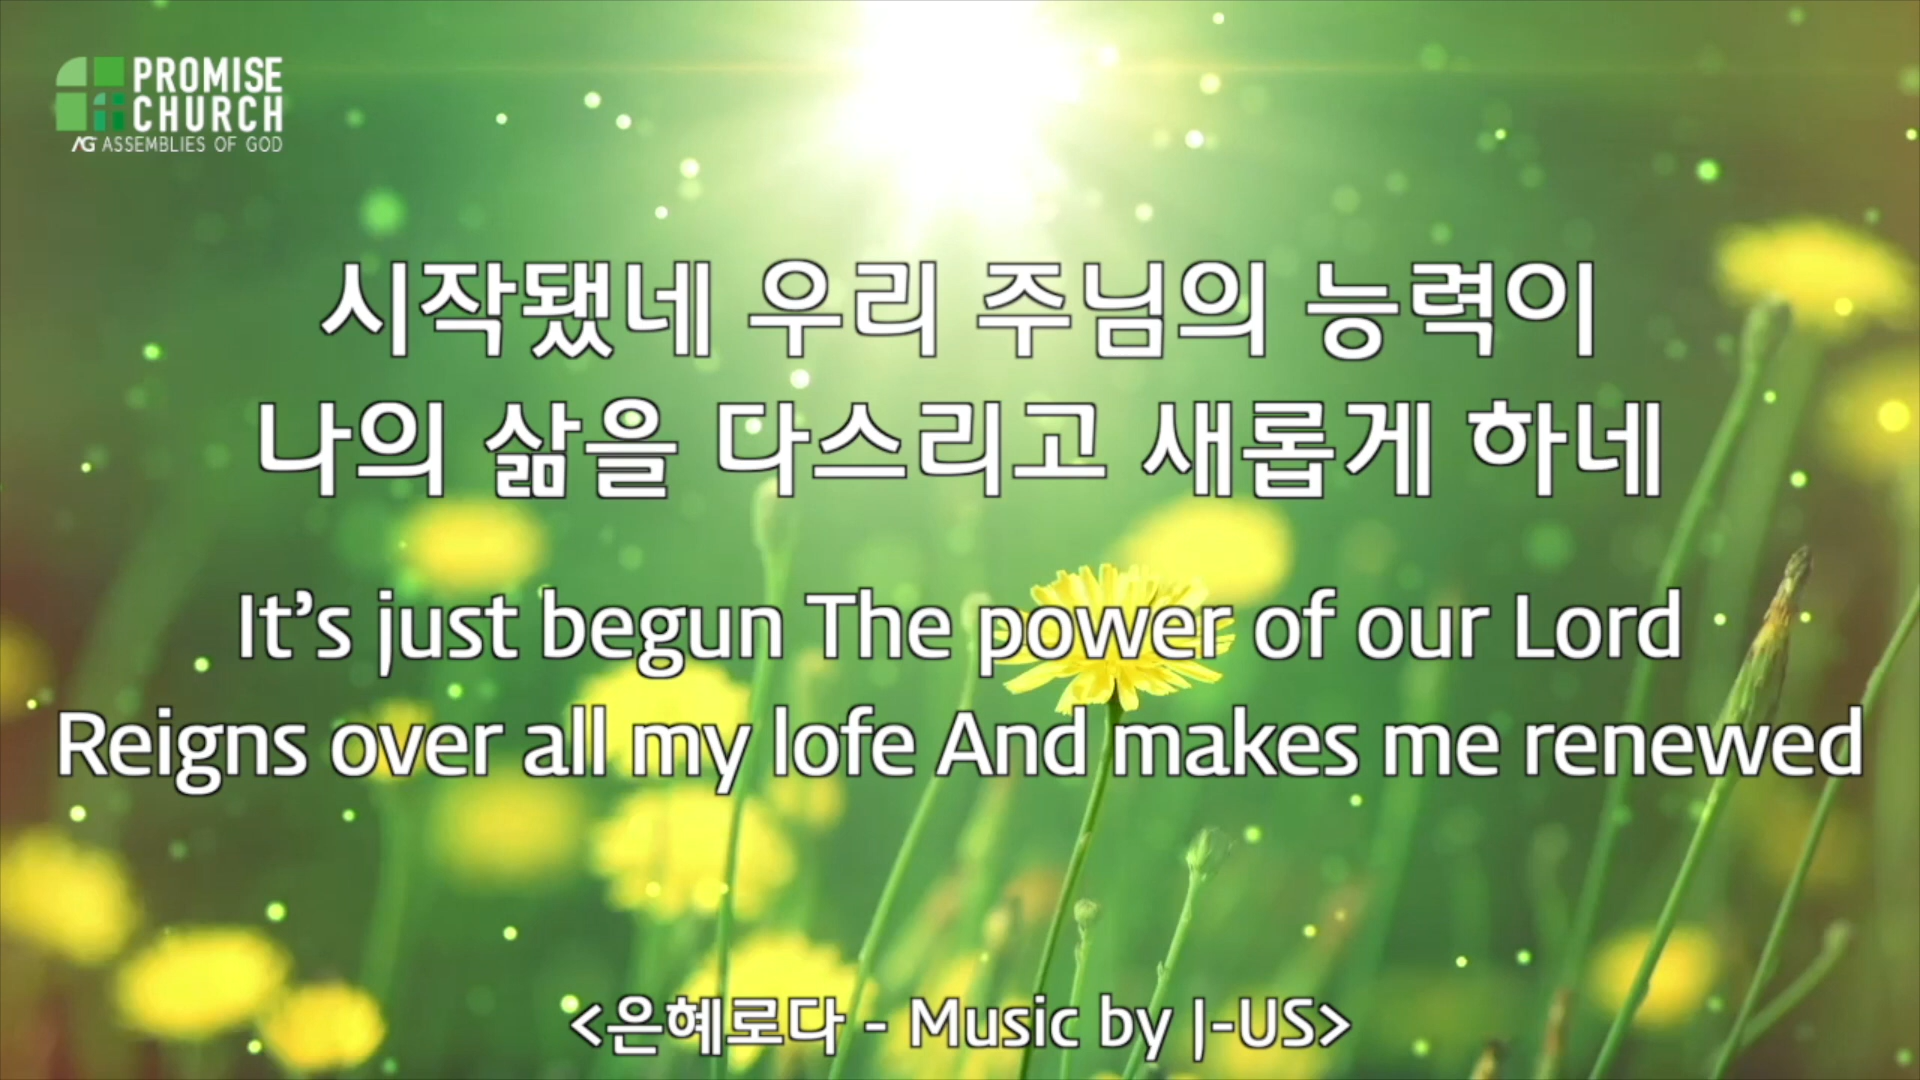 PROMISE
CHURCH
AG ASSEMBLIES OF GOD
시작됐네 우리 주님의 능력이
나의 삶을 다스리고 새롭게 하네
It's just begun The power of our Lord
Reigns over all my lofe And makes me renewed
<은혜로다 - Music by J-US>